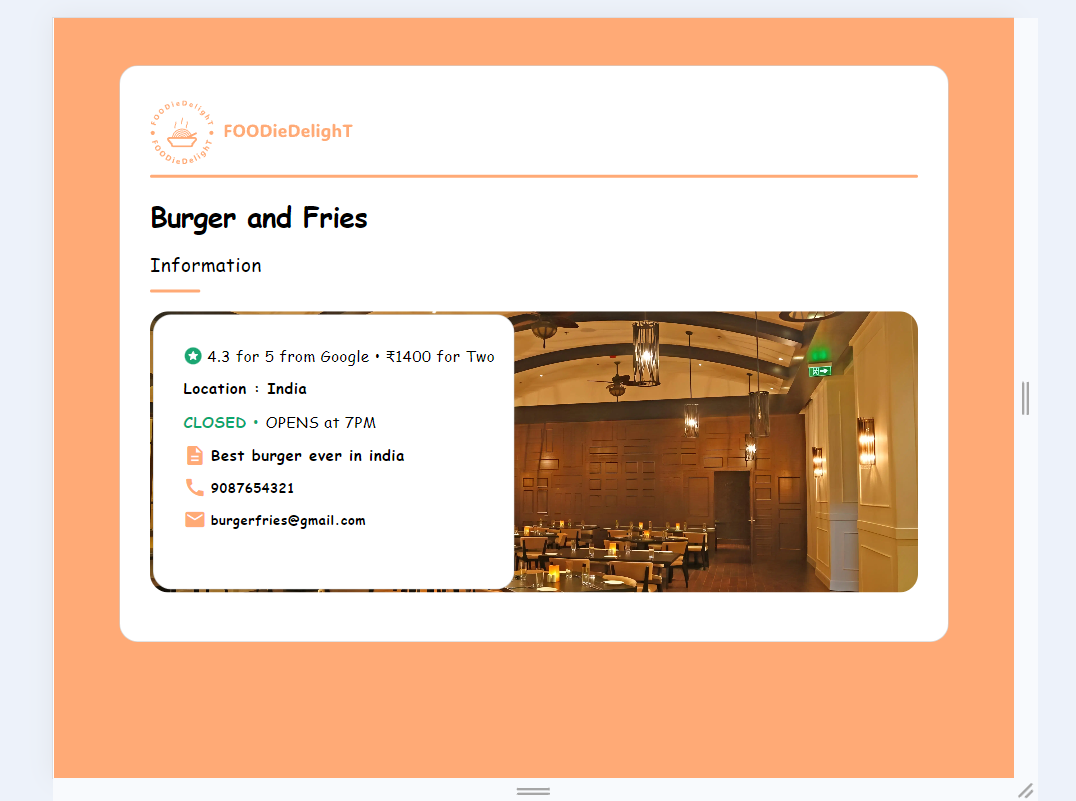 FOODieDelighT
FOODieDelighT
FOODieDelighT
Burger and Fries
Information
4.3 for 5 from Google • ₹1400 for Two
Location : India
CLOSED • OPENS at 7PM
Best burger ever in india
9087654321
burgerfries@gmail.com